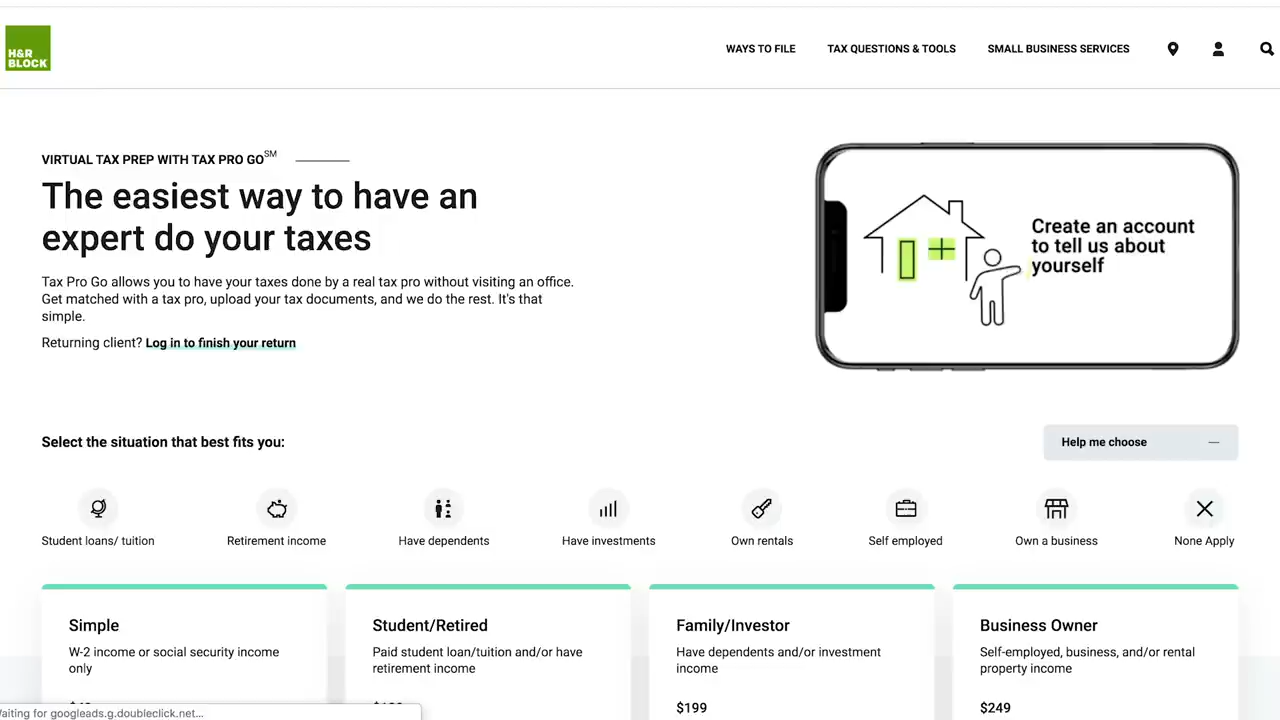 H&R
BLOCK
WAYS TO FILE
TAX QUESTIONS & TOOLS
SMALL BUSINESS SERVICES
VIRTUAL TAX PREP WITH TAX PRO GO℠
The easiest way to have an
expert do your taxes
Tax Pro Go allows you to have your taxes done by a real tax pro without visiting an office.
Get matched with a tax pro, upload your tax documents, and we do the rest. It's that
simple.
Returning client? Log in to finish your return
Create an account
to tell us about
yourself
Select the situation that best fits you:
Help me choose
Student loans/ tuition
Retirement income
Have dependents
Have investments
Own rentals
Self employed
Own a business
None Apply
Simple
W-2 income or social security income
only
Student/Retired
Paid student loan/tuition and/or have
retirement income
Family/Investor
Have dependents and/or investment
income
$199
Business Owner
Self-employed, business, and/or rental
property income
$249
Waiting for googleads.g.doubleclick.net...